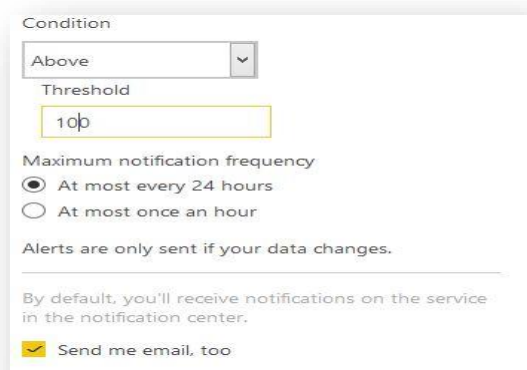 Condition
Above
Threshold
100
Maximum notification frequency
At most every 24 hours
At most once an hour
Alerts are only sent if your data changes.
By default, you'll receive notifications on the service
in the notification center.
Send me email, too